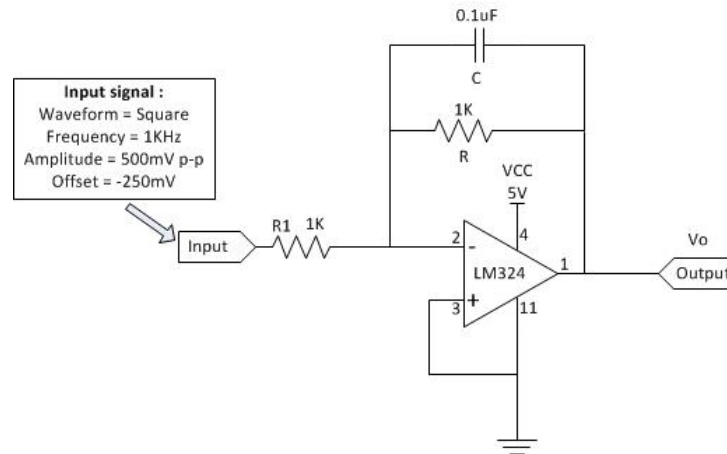 0.1uF
C
Input signal :
Waveform = Square
Frequency = 1KHz
Amplitude = 500mV p-p
Offset = -250mV
1K
R
VCC
5V
R1 1K
Input
2
-
4
LM324
1
Vo
Output
+
3
11